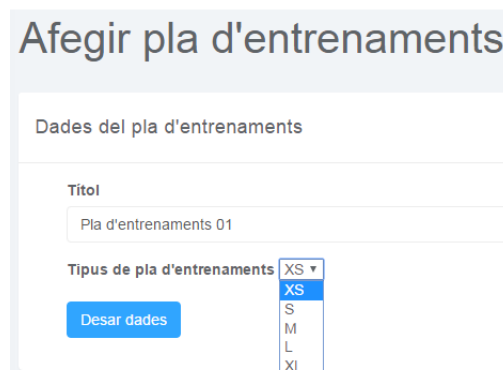 Afegir pla d'entrenaments
Dades del pla d'entrenaments
Títol
Pla d'entrenaments 01
Tipus de pla d'entrenaments XS
XS
S
M
L
XL
Desar dades